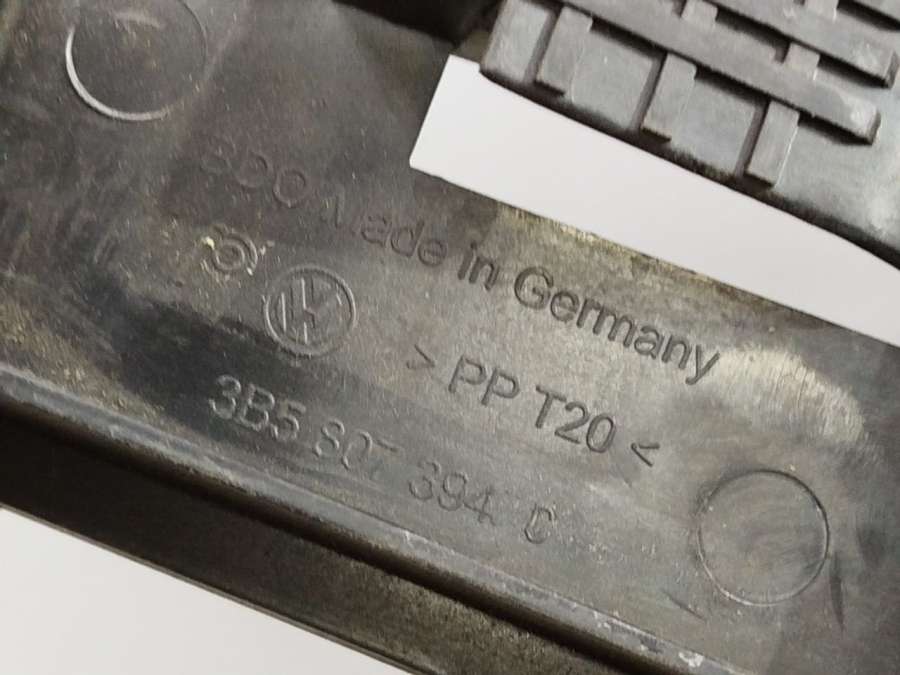 Made in Germany
> PP T20 <
3B5 807 394 C